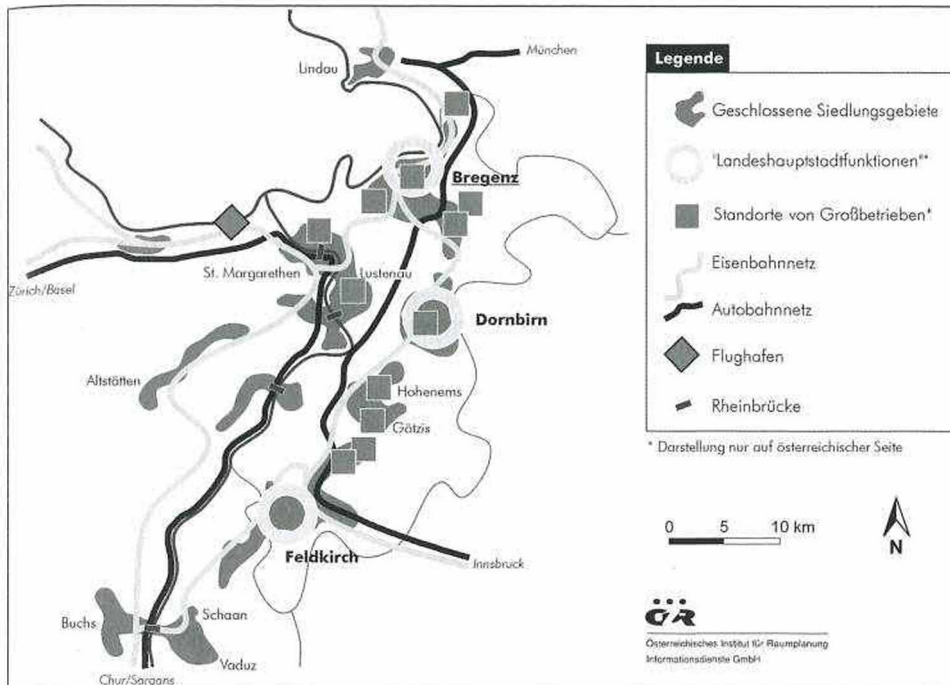 München
Lindau
Bregenz
St. Margarethen
Lustenau
Zürich/Basel
Dornbirn
Altstätten
Hohenems
Götzis
Feldkirch
Innsbruck
Buchs
Schaan
Vaduz
Chur/Sargans
Legende
Geschlossene Siedlungsgebiete
"Landeshauptstadtfunktionen"*
Standorte von Großbetrieben*
Eisenbahnnetz
Autobahnnetz
Flughafen
Rheinbrücke
* Darstellung nur auf österreichischer Seite
0 5 10 km
N
ÖIR
Österreichisches Institut für Raumplanung
Informationsdienste GmbH